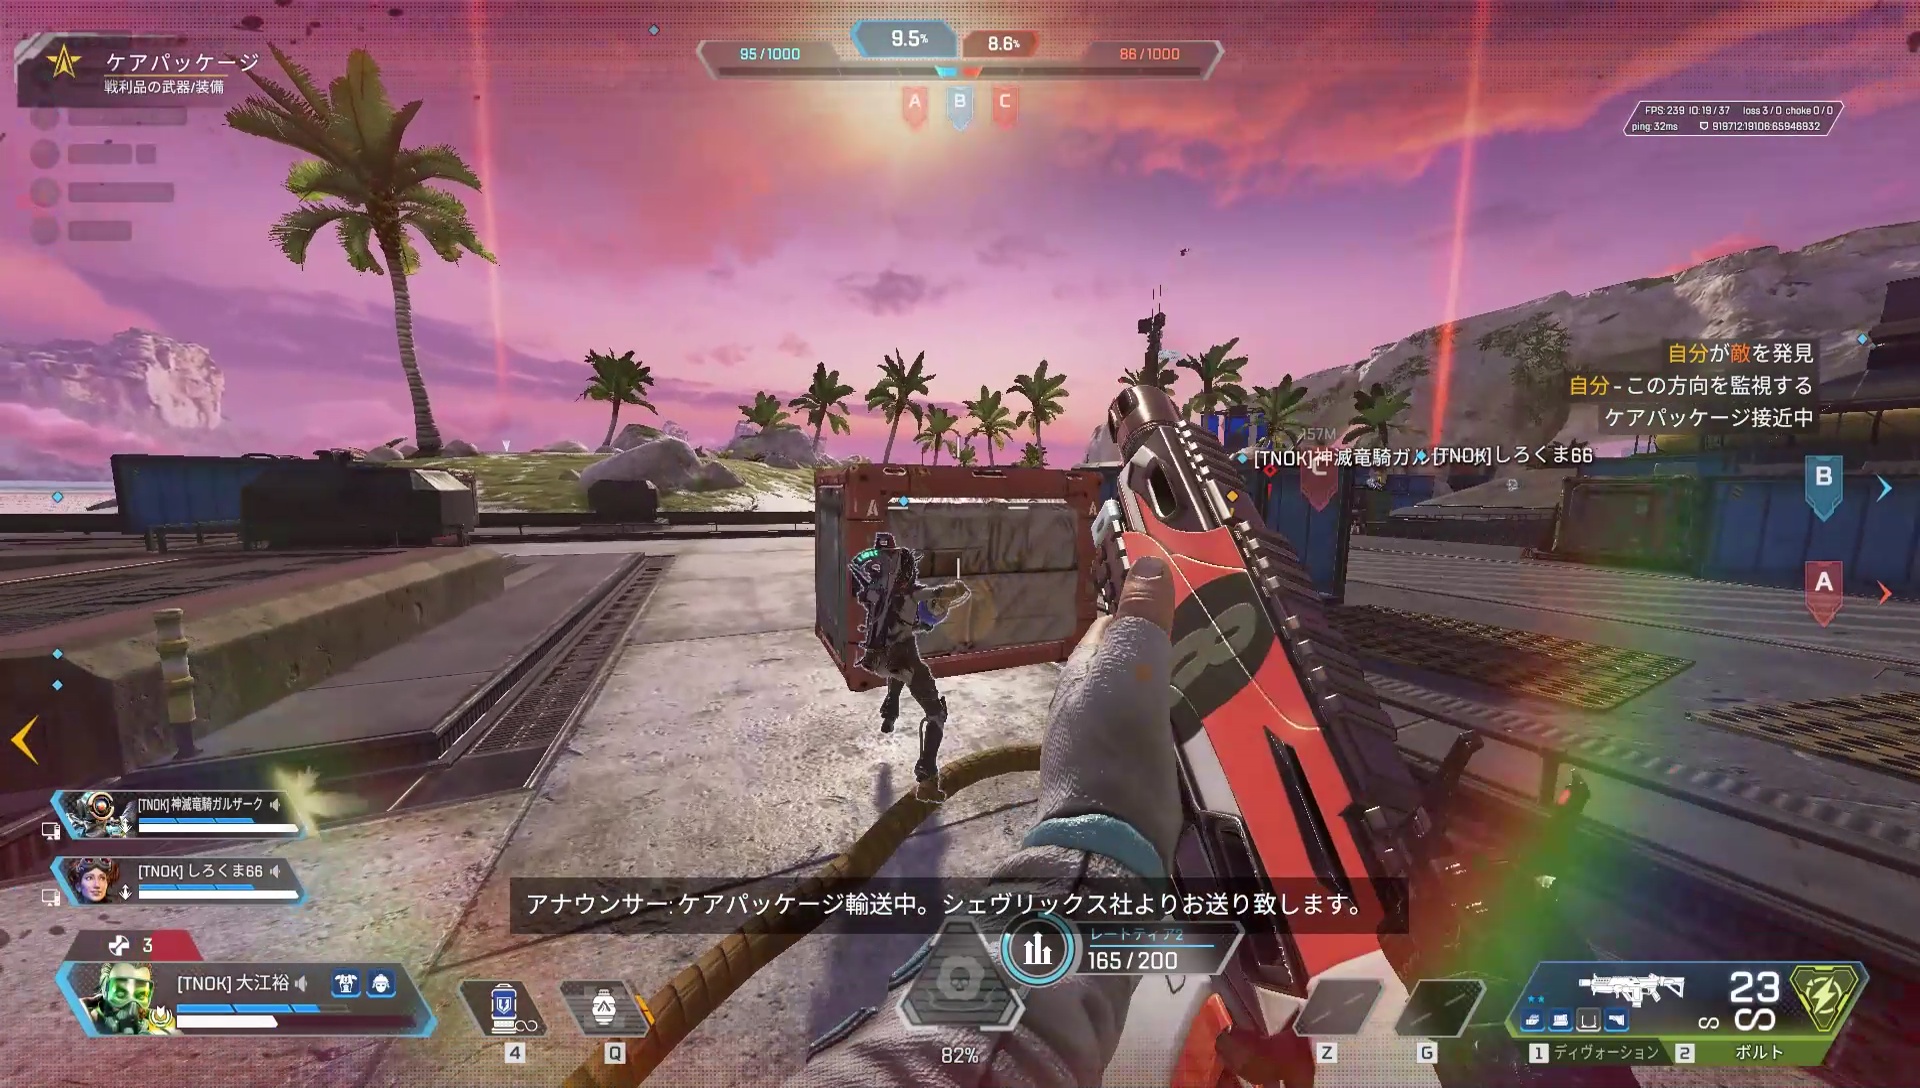 ケアパッケージ
戦利品の武器/装備
95/1000
9.5%
8.6%
86/1000
A
B
C
FPS:239 IO:19/37 loss 3/0 choke 0/0
ping:32ms 919712:19106:65946932
自分が敵を発見
自分-この方向を監視する
ケアパッケージ接近中
157M
[TNOK]神滅竜騎ガル
[TNOK]しろくま66
C
A
A
B
A
[TNOK]神滅竜騎ガルザーク
[TNOK]しろくま66
アナウンサー:ケアパッケージ輸送中。シェヴリックス社よりお送り致します。
3
[TNOK]大江裕
レートティア2
165/200
4
Q
82%
Z
G
23
1 ディヴォーション
2 ボルト